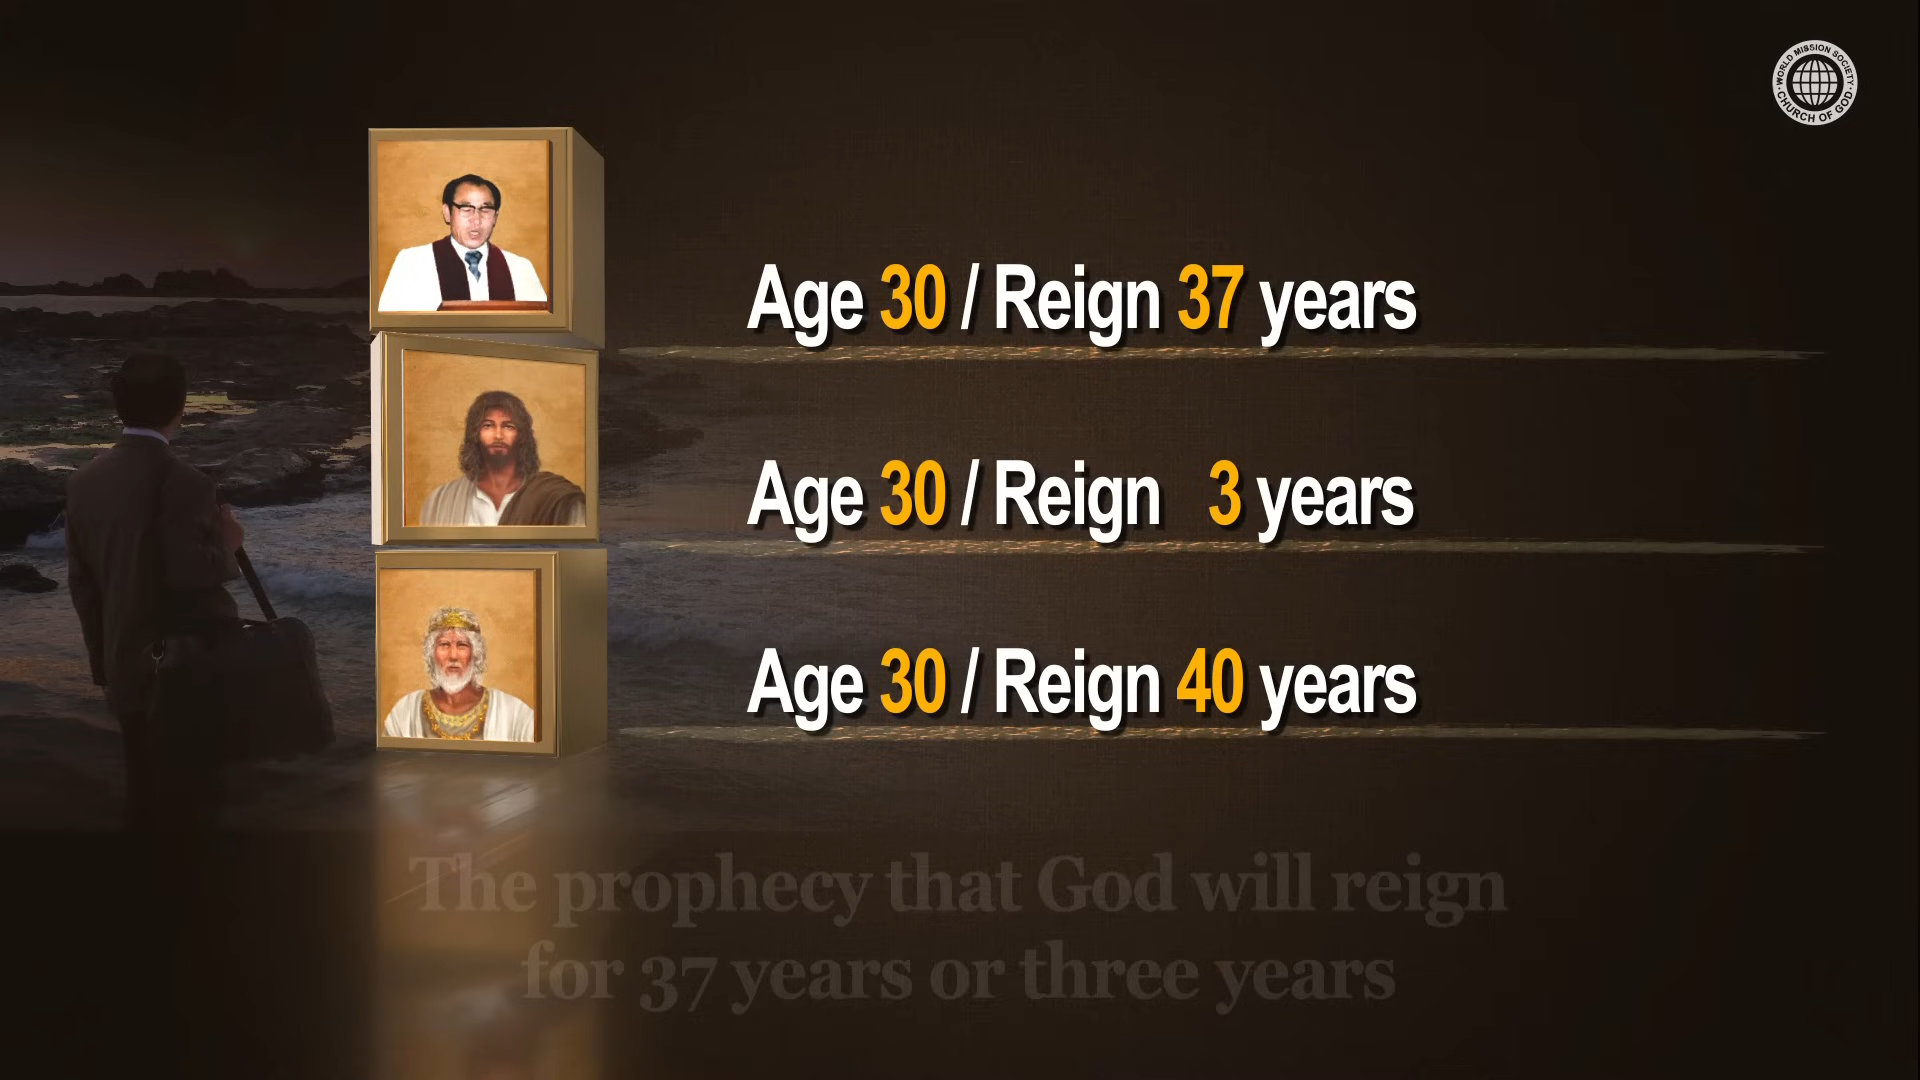 WORLD MISSION SOCIETY
CHURCH OF GOD
Age 30 / Reign 37 years
Age 30 / Reign 3 years
Age 30 / Reign 40 years
The prophecy that God will reign
for 37 years or three years